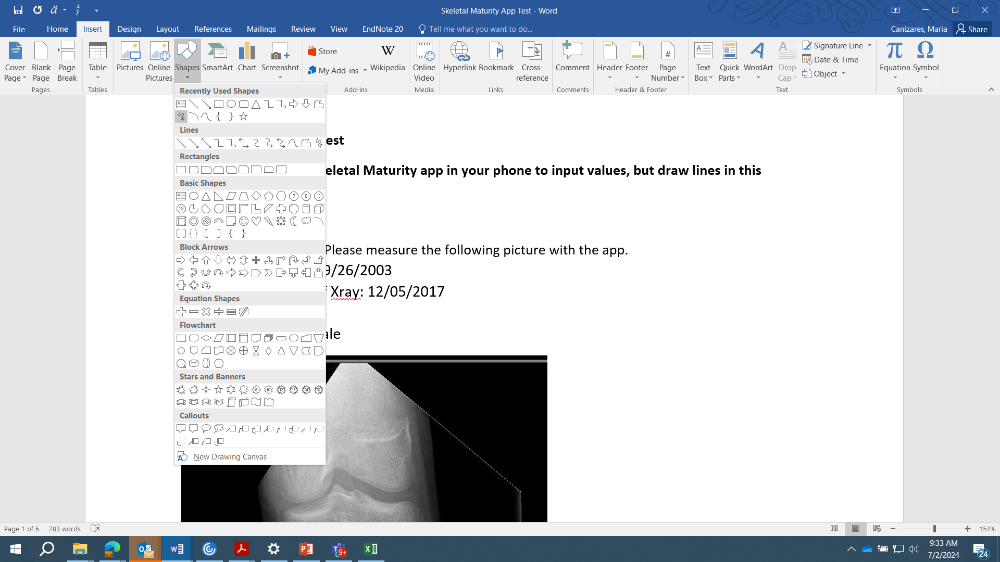 Skeletal Maturity App Test - Word
File Home Insert Design Layout References Mailings Review View EndNote 20 Tell me what you want to do... Canizares, Maria Share
Cover Page
Blank Page
Page Break
Pages
Table
Tables
Pictures
Online Pictures
Shapes
SmartArt
Chart
Screenshot
Store
My Add-ins
Wikipedia
Add-ins
Online Video
Media
Hyperlink
Bookmark
Cross-reference
Links
Comment
Comments
Header
Footer
Page Number
Header & Footer
Text Box
Quick Parts
WordArt
Drop Cap
Signature Line
Date & Time
Object
Text
Equation
Symbol
Symbols
Recently Used Shapes
Lines
Rectangles
Basic Shapes
Block Arrows
Equation Shapes
Flowchart
Stars and Banners
Callouts
New Drawing Canvas
est
eletal Maturity app in your phone to input values, but draw lines in this
Please measure the following picture with the app.
9/26/2003
Xray: 12/05/2017
ale
Page 1 of 6 283 words 154%
9:33 AM
7/2/2024
9+
24